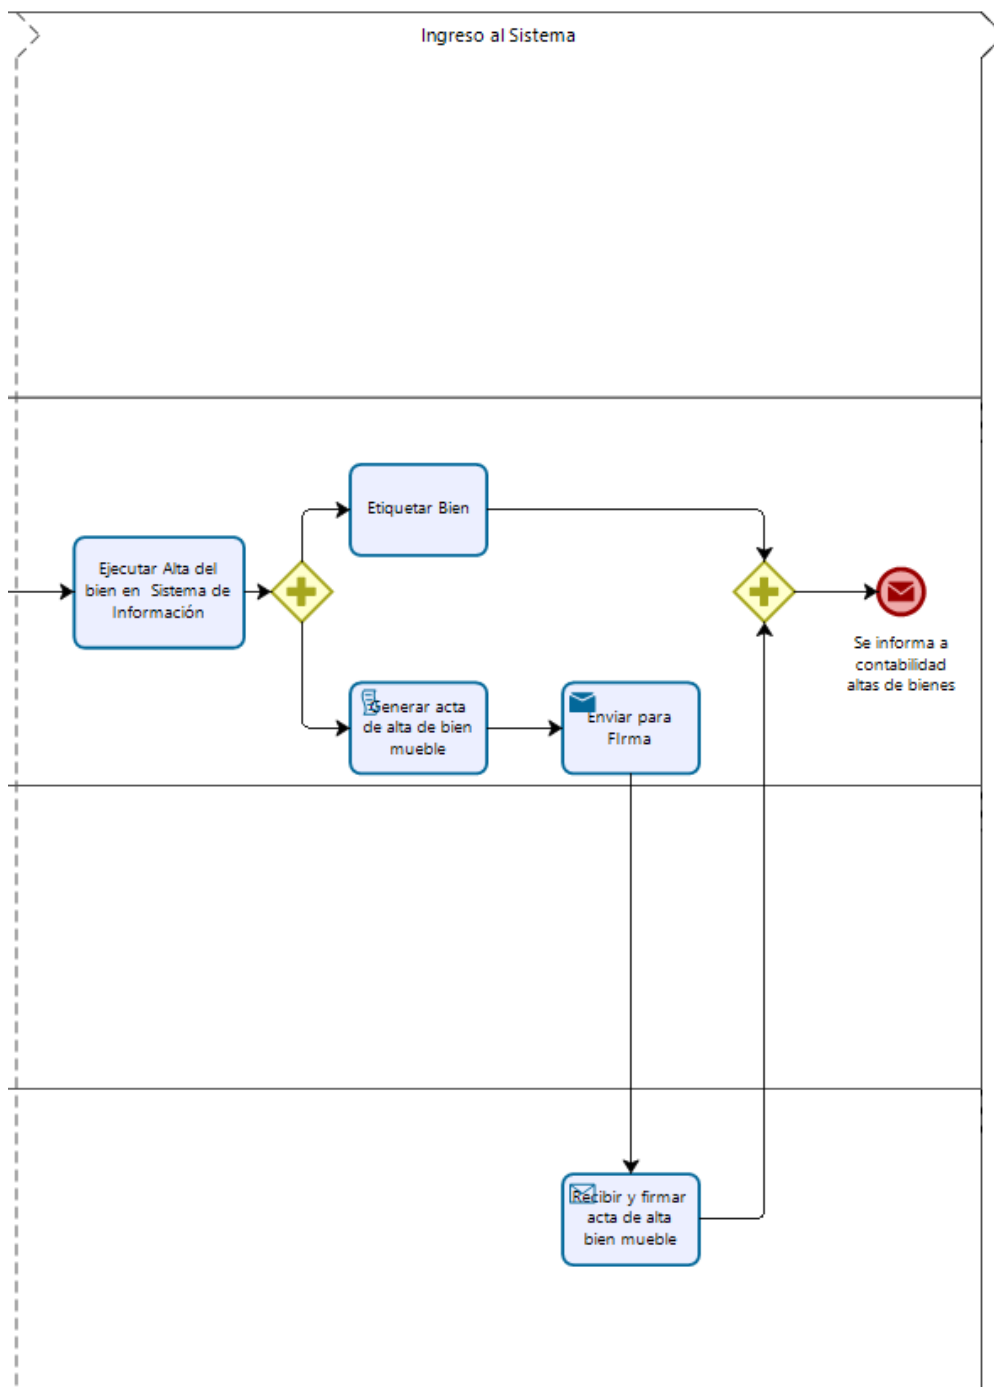 Ingreso al Sistema
Etiquetar Bien
Ejecutar Alta del
bien en Sistema de
Información
Se informa a
contabilidad
altas de bienes
Generar acta
de alta de bien
mueble
Enviar para
FIrma
Recibir y firmar
acta de alta
bien mueble